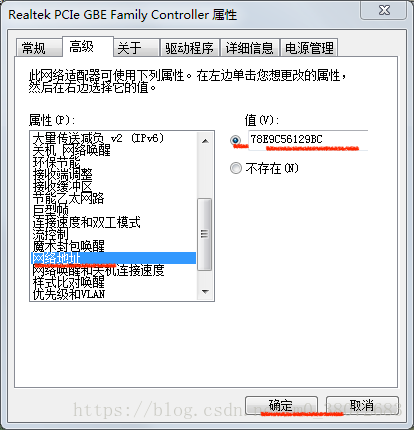 Realtek PCIe GBE Family Controller 属性
常规 高级 关于 驱动程序 详细信息 电源管理
此网络适配器可使用下列属性。在左边单击您想更改的属性,
然后在右边选择它的值。
属性(P): 值(V):
大量传送减负 v2 (IPv6)
关机 网络唤醒
环保节能
接收端调整
接收缓冲区
节能乙太网路
巨型帧
连接速度和双工模式
流控制
魔术封包唤醒
网络地址
网络唤醒和关机连接速度
样式比对唤醒
优先级和VLAN
78E9C56129BC
不存在(N)
确定 取消
https://blog.csdn